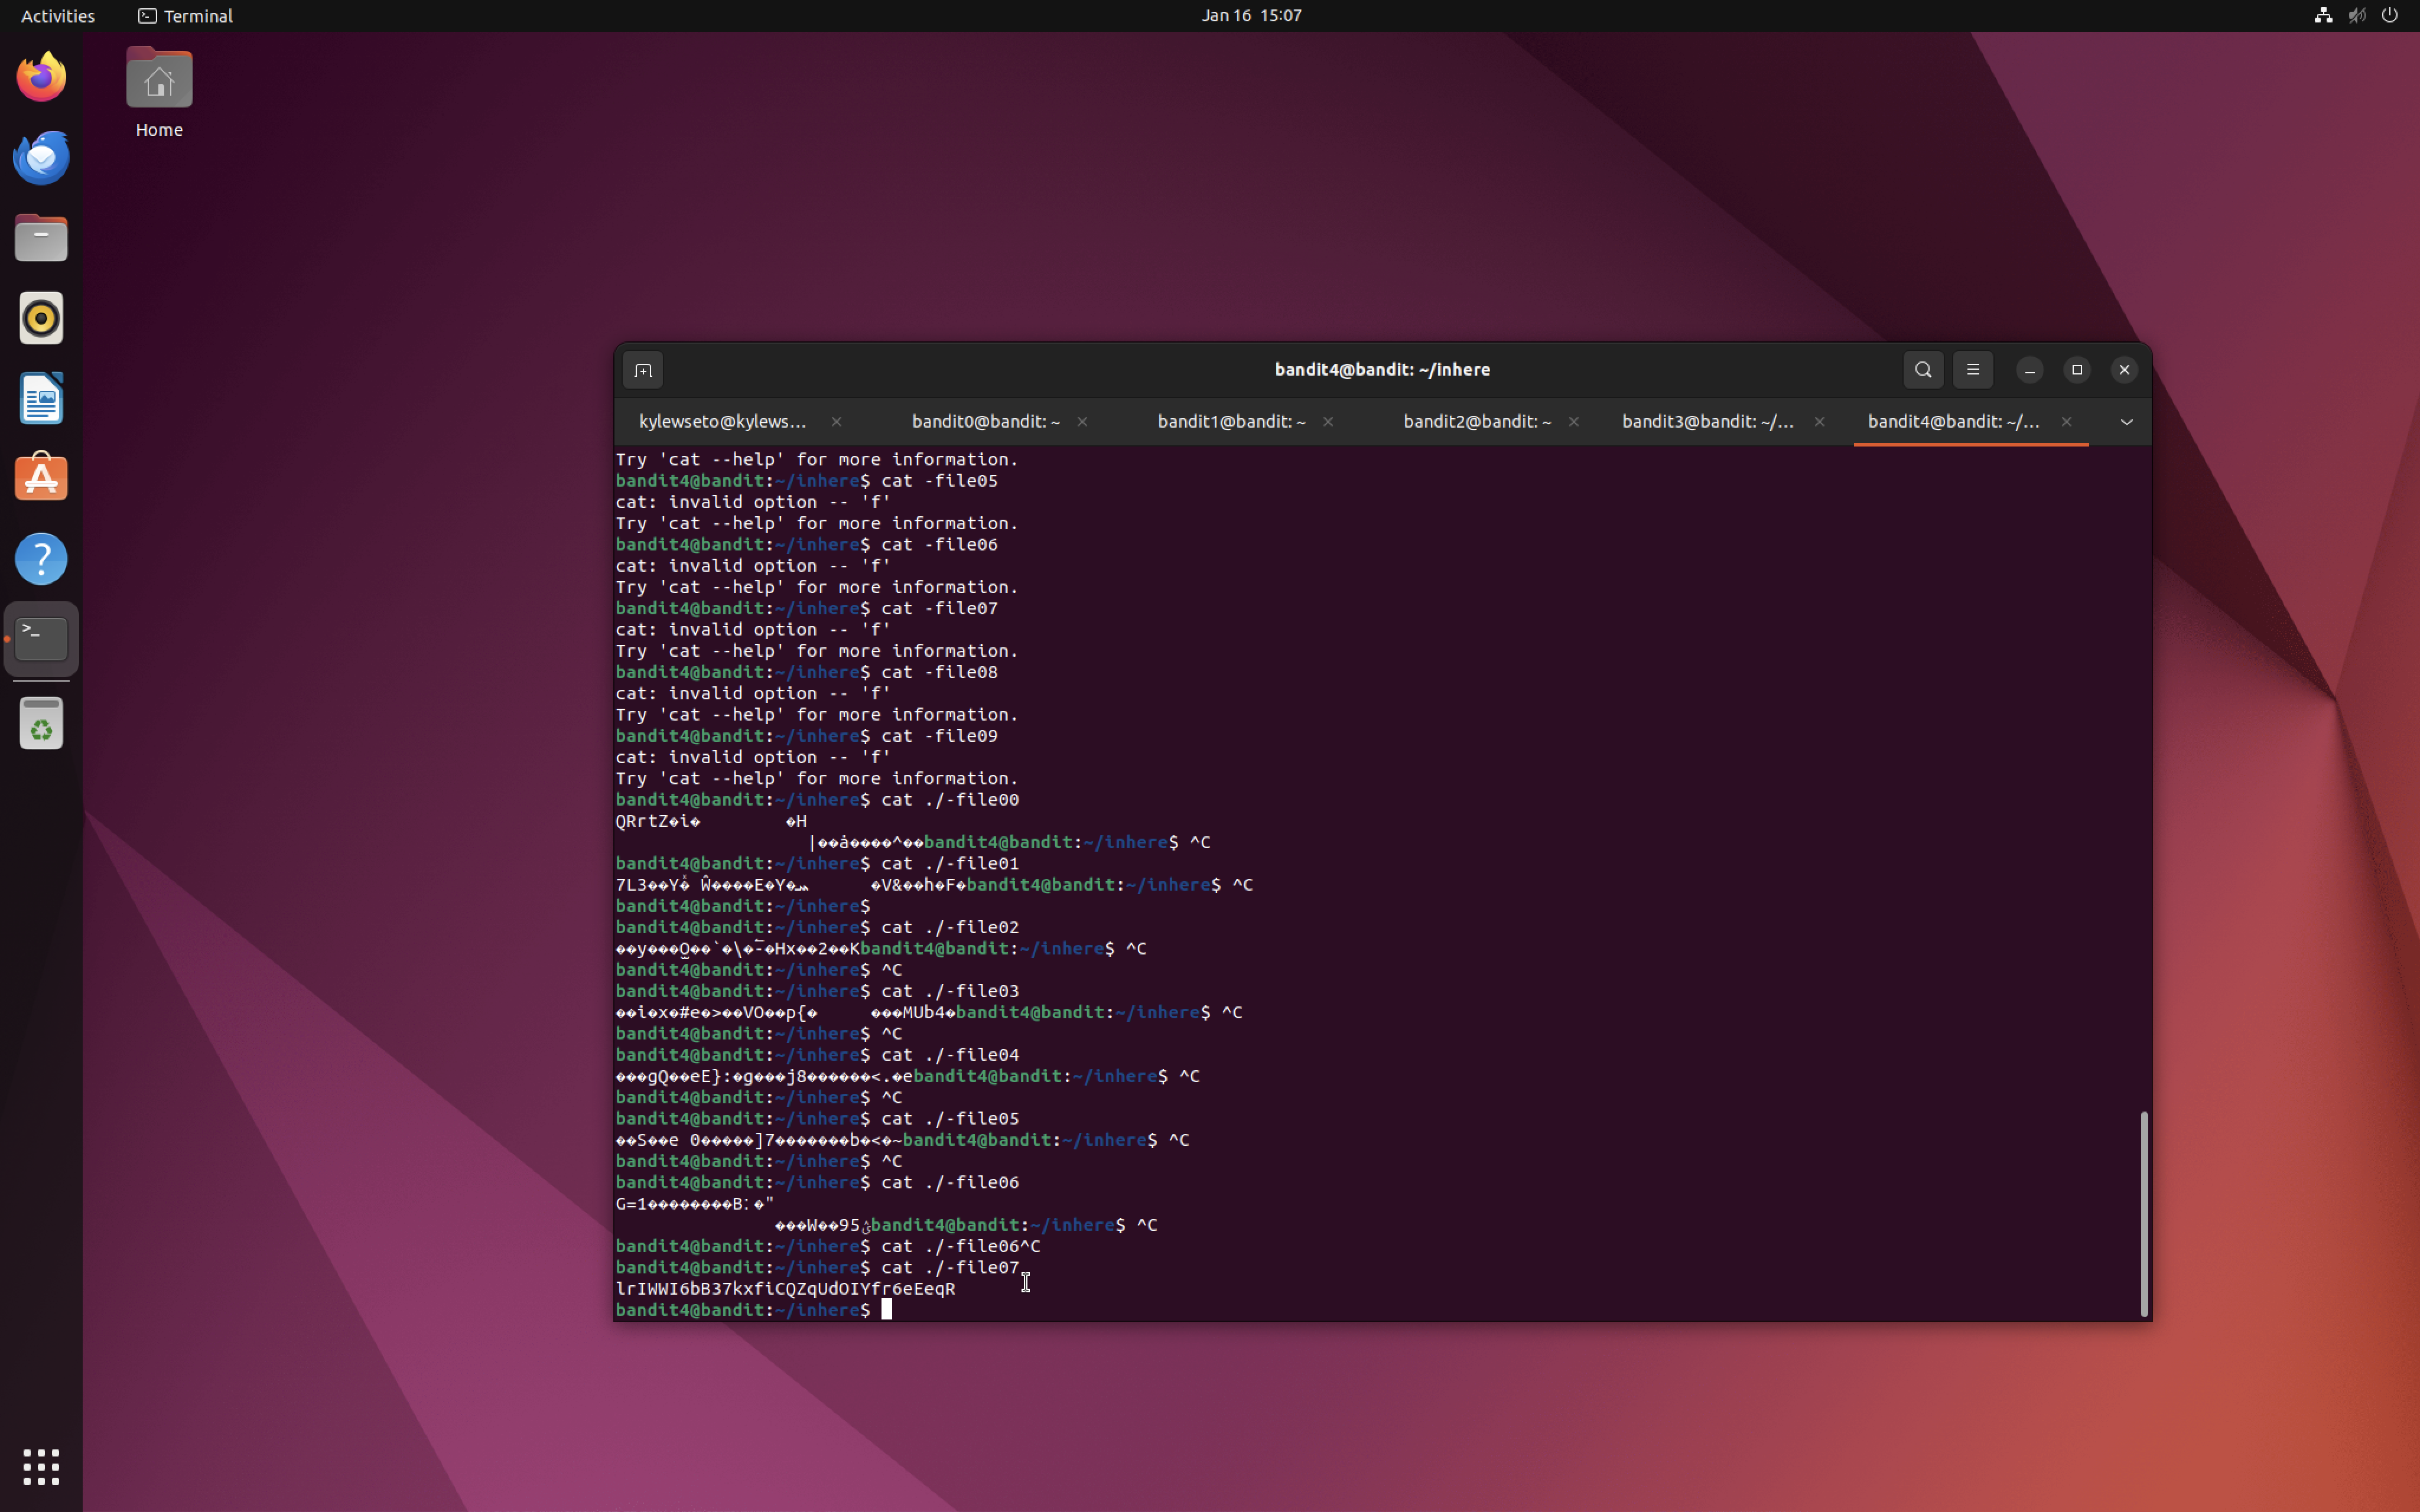 Activities
Terminal
Jan 16 15:07
Home
bandit4@bandit: ~/inhere
kylewseto@kylews...
bandit0@bandit: ~
bandit1@bandit: ~
bandit2@bandit: ~
bandit3@bandit: ~/...
bandit4@bandit: ~/...
Try 'cat --help' for more information.
bandit4@bandit:~/inhere$ cat -file05
cat: invalid option -- 'f'
Try 'cat --help' for more information.
bandit4@bandit:~/inhere$ cat -file06
cat: invalid option -- 'f'
Try 'cat --help' for more information.
bandit4@bandit:~/inhere$ cat -file07
cat: invalid option -- 'f'
Try 'cat --help' for more information.
bandit4@bandit:~/inhere$ cat -file08
cat: invalid option -- 'f'
Try 'cat --help' for more information.
bandit4@bandit:~/inhere$ cat -file09
cat: invalid option -- 'f'
Try 'cat --help' for more information.
bandit4@bandit:~/inhere$ cat ./-file00
QRrtZ�i� �H
|��ȧ����^��bandit4@bandit:~/inhere$ ^C
bandit4@bandit:~/inhere$ cat ./-file01
�V&��h�F�bandit4@bandit:~/inhere$ ^C
bandit4@bandit:~/inhere$
bandit4@bandit:~/inhere$ cat ./-file02
bandit4@bandit:~/inhere$ ^C
bandit4@bandit:~/inhere$ ^C
bandit4@bandit:~/inhere$ cat ./-file03
��i�x�#e�>��VO��p{� ���MUb4�bandit4@bandit:~/inhere$ ^C
bandit4@bandit:~/inhere$ ^C
bandit4@bandit:~/inhere$ cat ./-file04
���gQ��eE}:�g���j8������<.�ebandit4@bandit:~/inhere$ ^C
bandit4@bandit:~/inhere$ ^C
bandit4@bandit:~/inhere$ cat ./-file05
��S��e 0�����]7�������b�<�~bandit4@bandit:~/inhere$ ^C
bandit4@bandit:~/inhere$ ^C
bandit4@bandit:~/inhere$ cat ./-file06
G=1��������B:�"
���W��95bandit4@bandit:~/inhere$ ^C
bandit4@bandit:~/inhere$ cat ./-file06^C
bandit4@bandit:~/inhere$ cat ./-file07
lrIWWI6bB37kxfiCQZqUdOIYfr6eEeqR
bandit4@bandit:~/inhere$